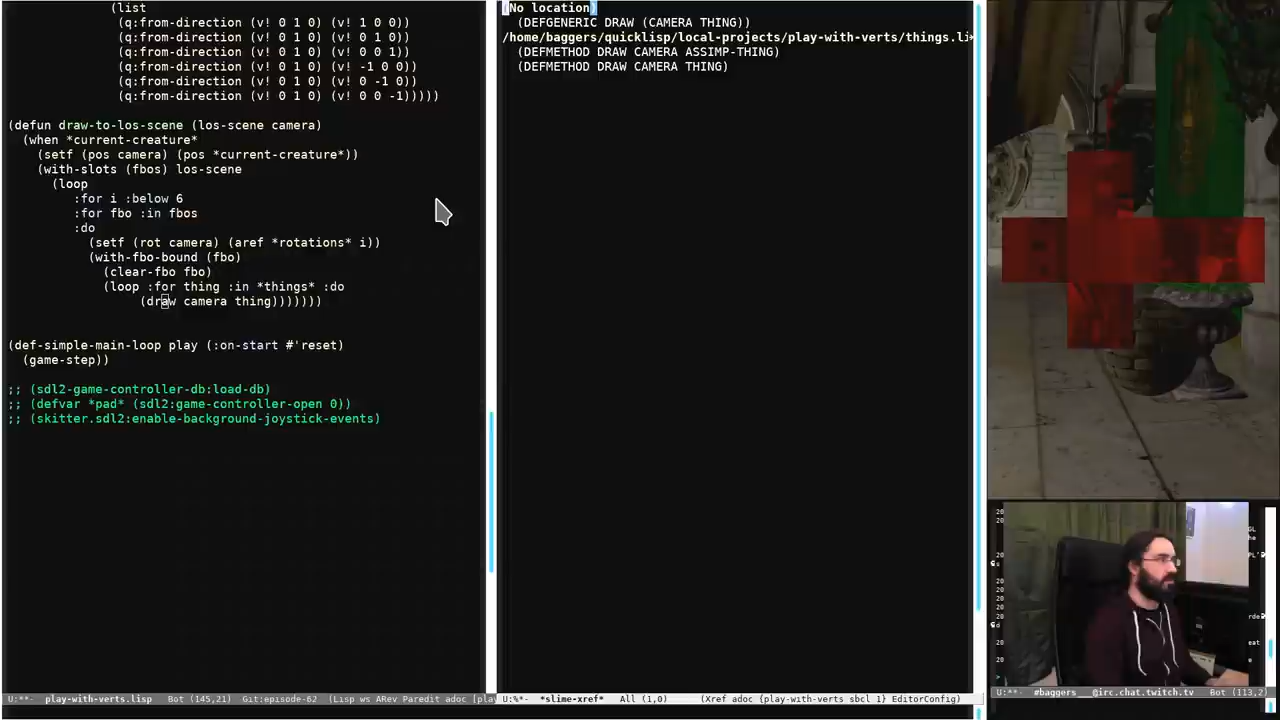 (list
(q:from-direction (v! 0 1 0) (v! 1 0 0))
(q:from-direction (v! 0 1 0) (v! 0 1 0))
(q:from-direction (v! 0 1 0) (v! 0 0 1))
(q:from-direction (v! 0 1 0) (v! -1 0 0))
(q:from-direction (v! 0 1 0) (v! 0 -1 0))
(q:from-direction (v! 0 1 0) (v! 0 0 -1)))))
(defun draw-to-los-scene (los-scene camera)
(when *current-creature*
(setf (pos camera) (pos *current-creature*))
(with-slots (fbos) los-scene
(loop
:for i :below 6
:for fbo :in fbos
:do
(setf (rot camera) (aref *rotations* i))
(with-fbo-bound (fbo)
(clear-fbo fbo)
(loop :for thing :in *things* :do
(draw camera thing)))))))
(def-simple-main-loop play (:on-start #'reset)
(game-step))
;; (sdl2-game-controller-db:load-db)
;; (defvar *pad* (sdl2:game-controller-open 0))
;; (skitter.sdl2:enable-background-joystick-events)
U:**- play-with-verts.lisp Bot (145,21) Git:episode-62 (Lisp ws ARev Paredit adoc [pla
(No location)
(DEFGENERIC DRAW (CAMERA THING))
/home/baggers/quicklisp/local-projects/play-with-verts/things.li
(DEFMETHOD DRAW CAMERA ASSIMP-THING)
(DEFMETHOD DRAW CAMERA THING)
U:%*- *slime-xref* All (1,0) (Xref adoc {play-with-verts sbcl 1} EditorConfig)
U:**- #baggers __@irc.chat.twitch.tv Bot (113,2)